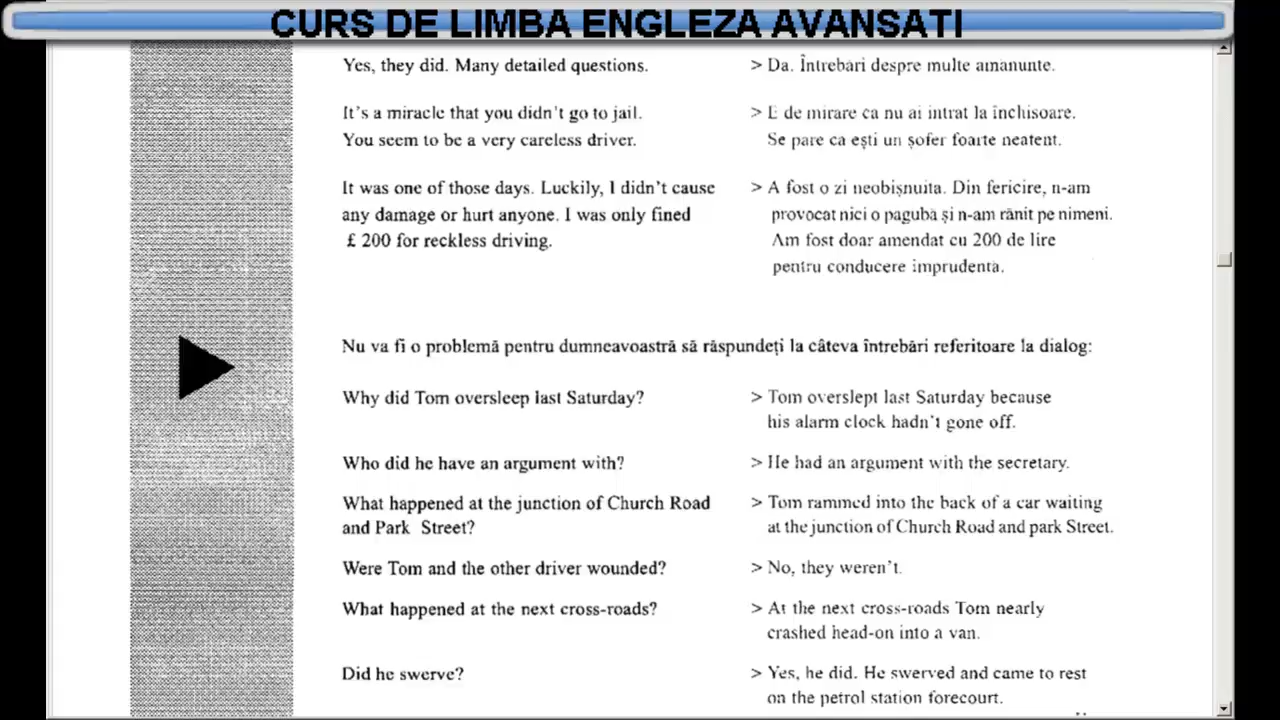 CURS DE LIMBA ENGLEZA AVANSATI
Yes, they did. Many detailed questions.
> Da. Întrebări despre multe amănunte.
It's a miracle that you didn't go to jail.
You seem to be a very careless driver.
> E de mirare că nu ai intrat la închisoare.
Se pare că ești un șofer foarte neatent.
It was one of those days. Luckily, I didn't cause
any damage or hurt anyone. I was only fined
£ 200 for reckless driving.
> A fost o zi neobișnuită. Din fericire, n-am
provocat nici o pagubă și n-am rănit pe nimeni.
Am fost doar amendat cu 200 de lire
pentru conducere imprudentă.
Nu va fi o problemă pentru dumneavoastră să răspundeți la câteva întrebări referitoare la dialog:
Why did Tom oversleep last Saturday?
> Tom overslept last Saturday because
his alarm clock hadn't gone off.
Who did he have an argument with?
> He had an argument with the secretary.
What happened at the junction of Church Road
and Park Street?
> Tom rammed into the back of a car waiting
at the junction of Church Road and park Street.
Were Tom and the other driver wounded?
> No, they weren't.
What happened at the next cross-roads?
> At the next cross-roads Tom nearly
crashed head-on into a van.
Did he swerve?
> Yes, he did. He swerved and came to rest
on the petrol station forecourt.